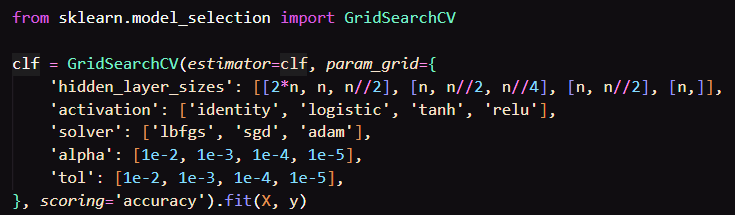 from sklearn.model_selection import GridSearchCV
clf = GridSearchCV(estimator=clf, param_grid={
    'hidden_layer_sizes': [[2*n, n, n//2], [n, n//2, n//4], [n, n//2], [n,]],
    'activation': ['identity', 'logistic', 'tanh', 'relu'],
    'solver': ['lbfgs', 'sgd', 'adam'],
    'alpha': [1e-2, 1e-3, 1e-4, 1e-5],
    'tol': [1e-2, 1e-3, 1e-4, 1e-5],
}, scoring='accuracy').fit(X, y)